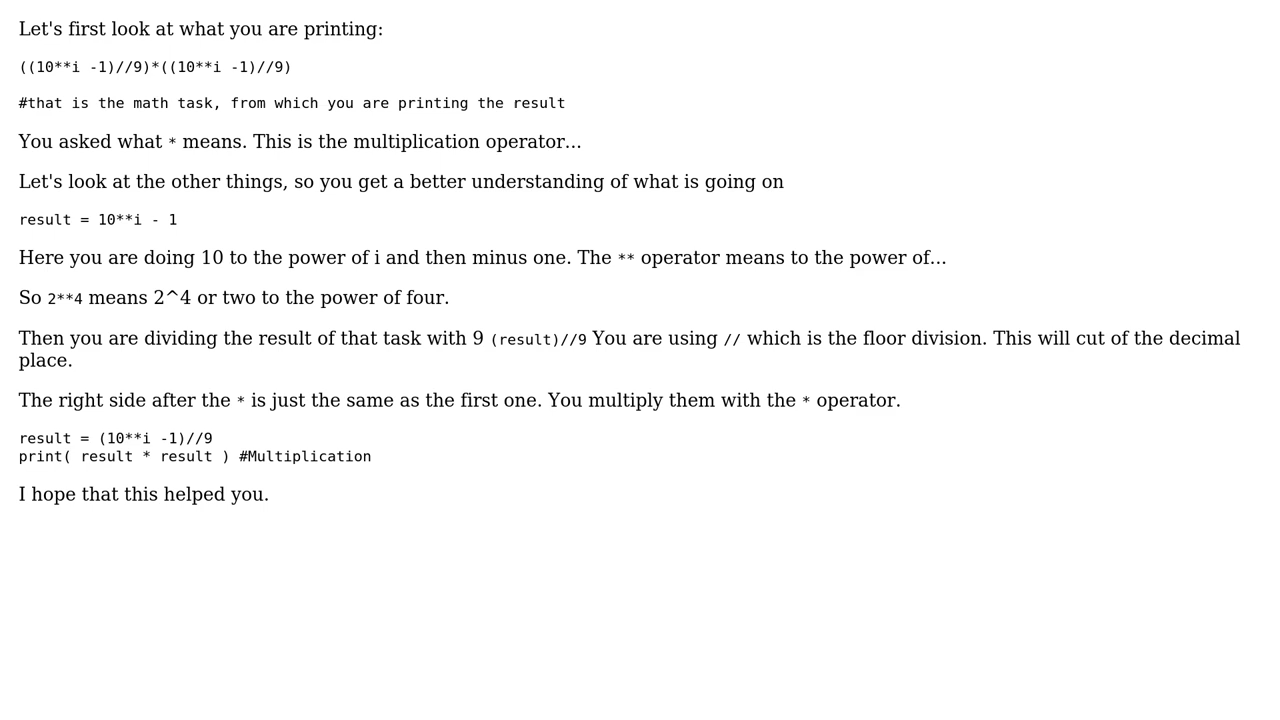 Let's first look at what you are printing:
((10**i -1)//9)*((10**i -1)//9)
#that is the math task, from which you are printing the result
You asked what * means. This is the multiplication operator...
Let's look at the other things, so you get a better understanding of what is going on
result = 10**i - 1
Here you are doing 10 to the power of i and then minus one. The ** operator means to the power of...
So 2**4 means 2^4 or two to the power of four.
Then you are dividing the result of that task with 9 (result)//9 You are using // which is the floor division. This will cut of the decimal
place.
The right side after the * is just the same as the first one. You multiply them with the * operator.
result = (10**i -1)//9
print( result * result ) #Multiplication
I hope that this helped you.